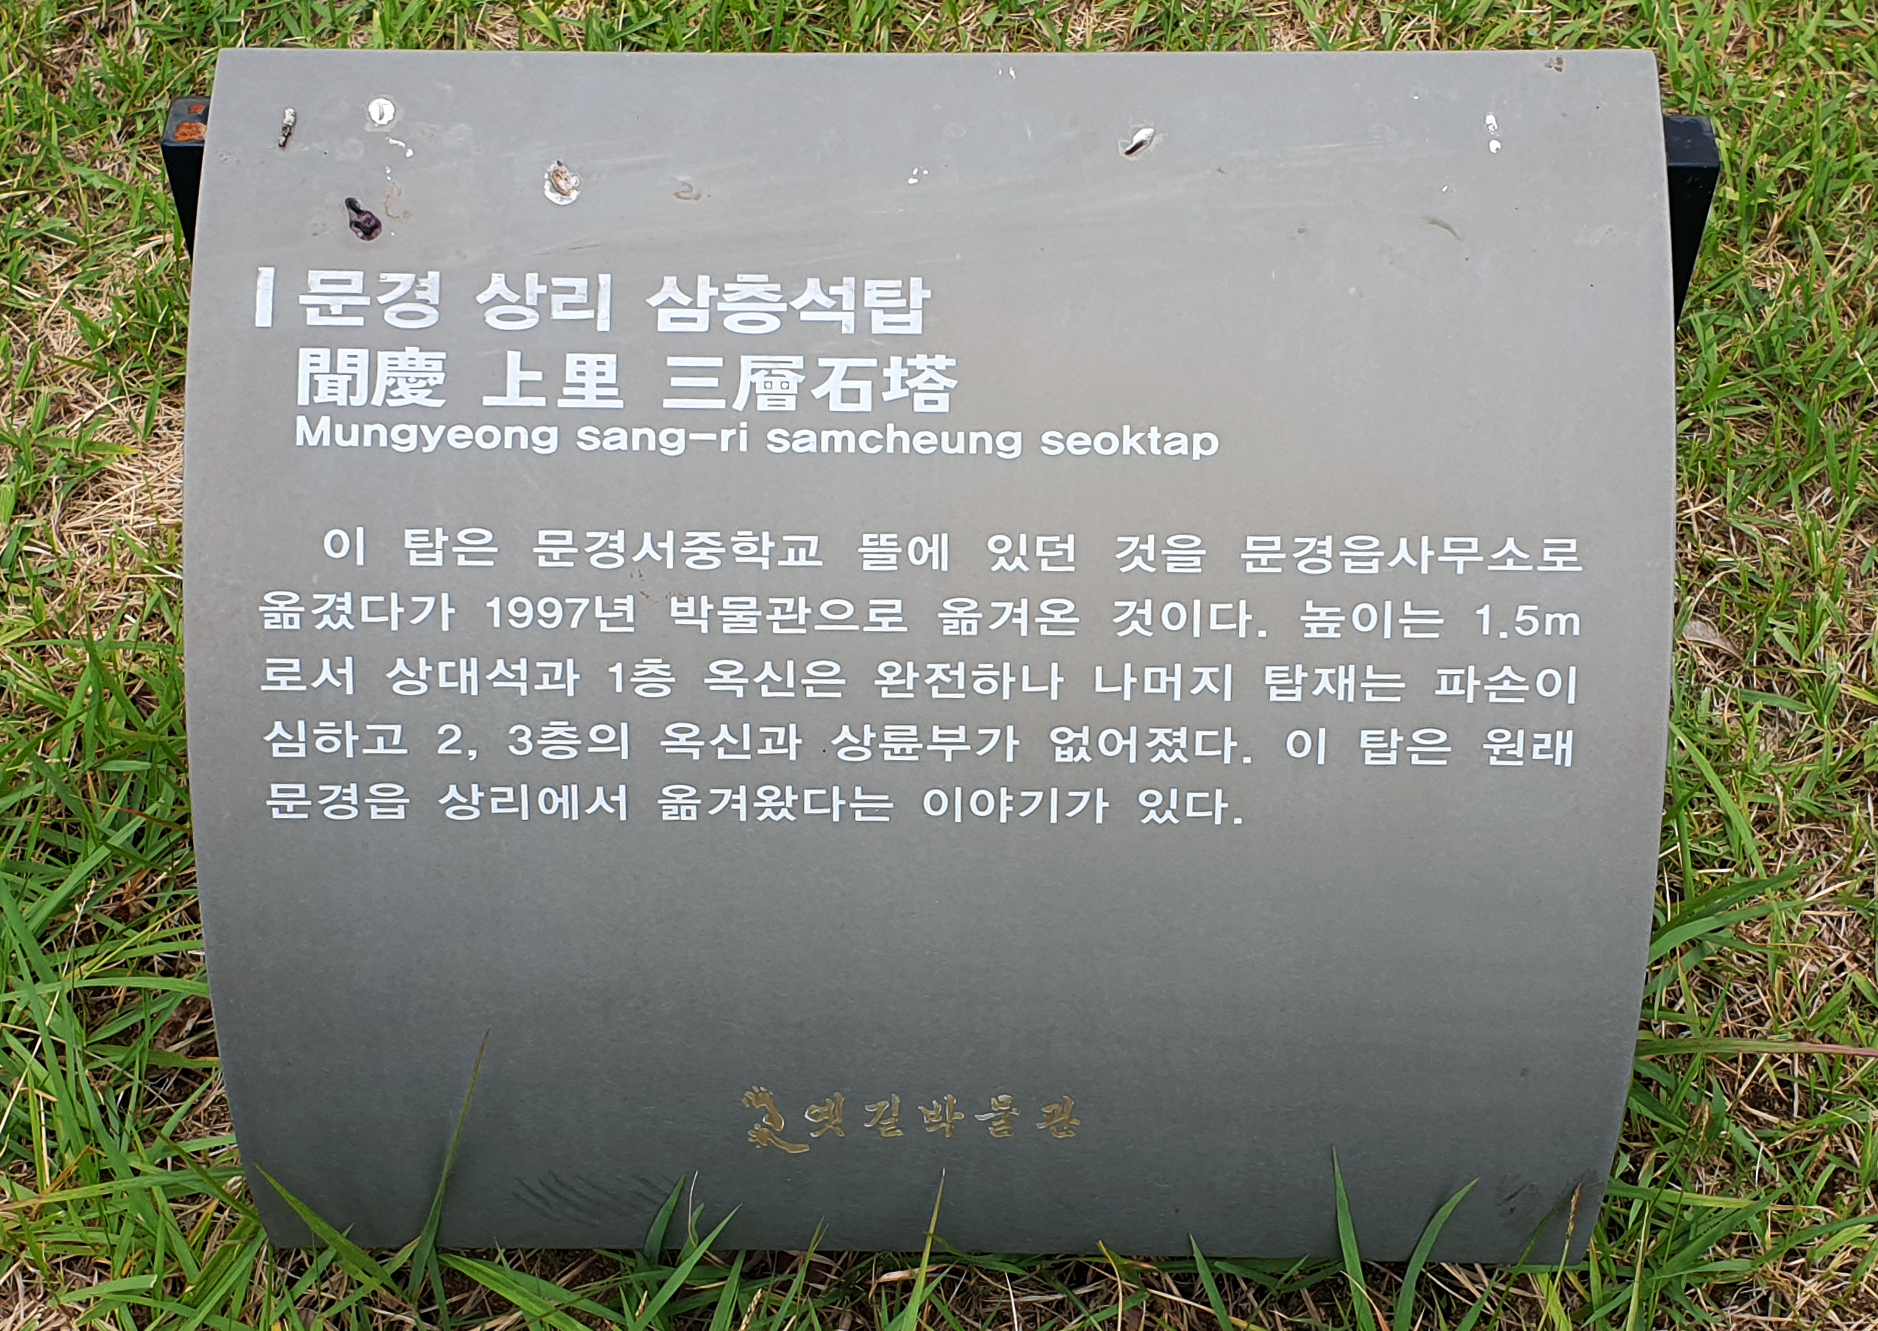 문경 상리 삼층석탑
聞慶 上里 三層石塔
Mungyeong sang-ri samcheung seoktap
이 탑은 문경서중학교 뜰에 있던 것을 문경읍사무소로
옮겼다가 1997년 박물관으로 옮겨온 것이다. 높이는 1.5m
로서 상대석과 1층 옥신은 완전하나 나머지 탑재는 파손이
심하고 2, 3층의 옥신과 상륜부가 없어졌다. 이 탑은 원래
문경읍 상리에서 옮겨왔다는 이야기가 있다.
옛길박물관